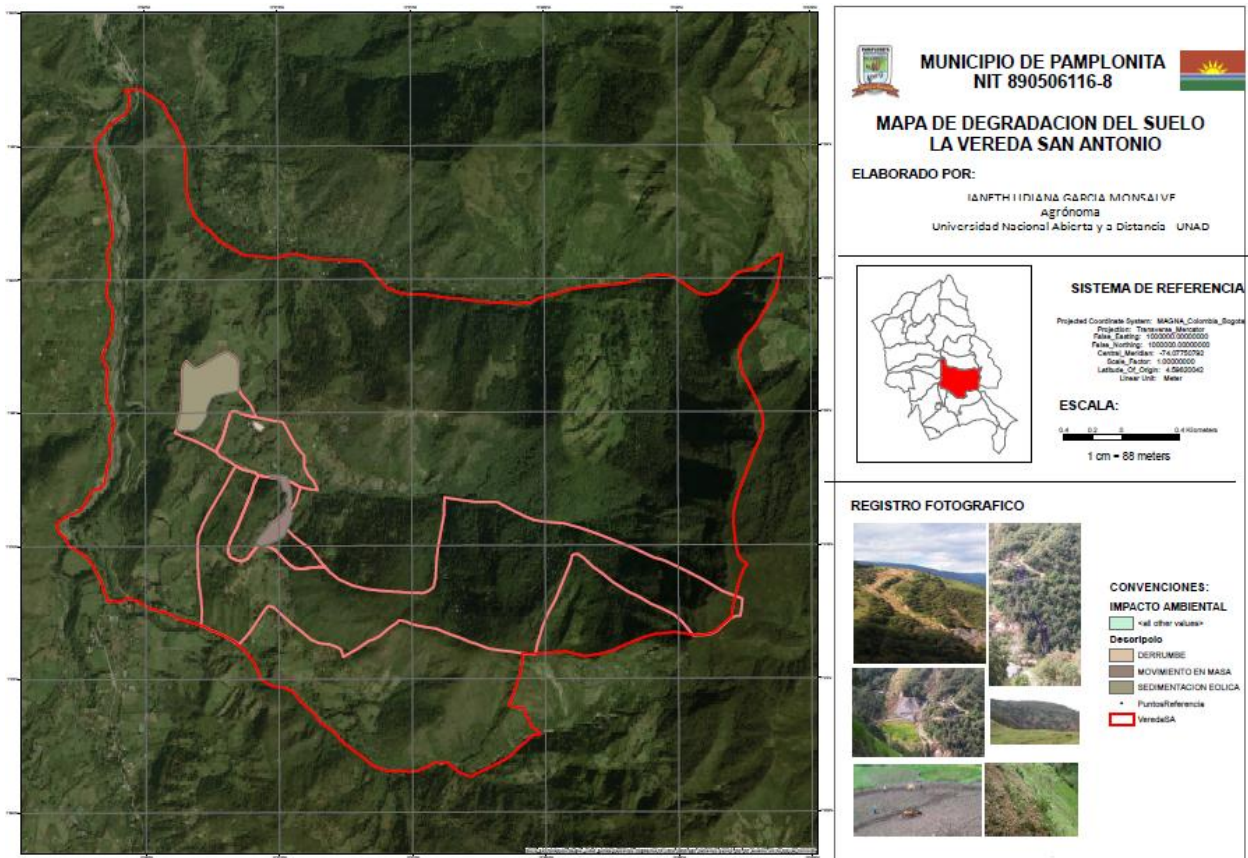 MUNICIPIO DE PAMPLONITA
NIT 890506116-8
MAPA DE DEGRADACION DEL SUELO
LA VEREDA SAN ANTONIO
ELABORADO POR:
JANETH LIDIANA GARCIA MONSALVE
Agrónoma
Universidad Nacional Abierta y a Distancia UNAD
SISTEMA DE REFERENCIA
Projected Coordinate System: MAGNA_Colombia_Bogota
Projection: Transverse_Mercator
False_Easting: 1000000.00000000
False_Northing: 1000000.00000000
Central_Meridian: -74.07750792
Scale_Factor: 1.00000000
Latitude_Of_Origin: 4.59620042
Linear Unit: Meter
ESCALA:
0.4 0.2 0 0.4 Kilometers
1 cm = 88 meters
REGISTRO FOTOGRAFICO
CONVENCIONES:
IMPACTO AMBIENTAL
<all other values>
Descripcio
DERRUMBE
MOVIMIENTO EN MASA
SEDIMENTACION EOLICA
PuntosReferencia
VeredaSA